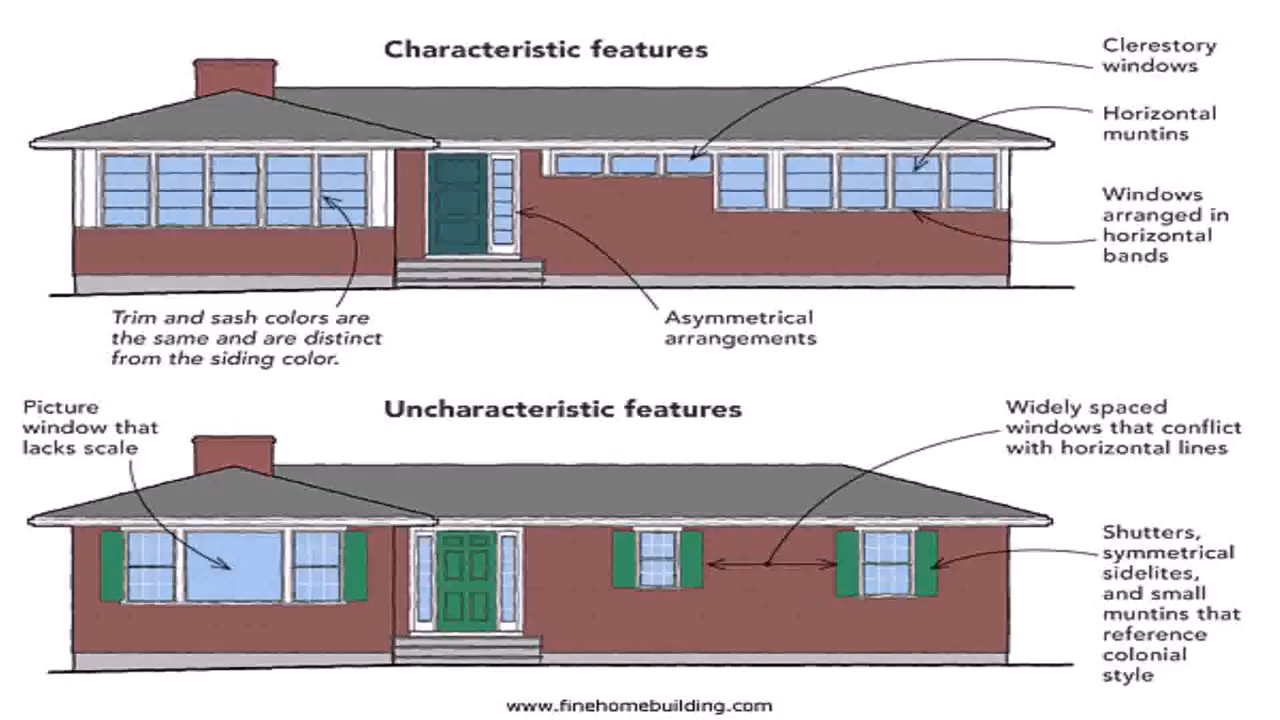 Characteristic features
Clerestory
windows
Horizontal
muntins
Windows
arranged in
horizontal
bands
Trim and sash colors are
the same and are distinct
from the siding color.
Asymmetrical
arrangements
Uncharacteristic features
Picture
window that
lacks scale
Widely spaced
windows that conflict
with horizontal lines
Shutters,
symmetrical
sidelites,
and small
muntins that
reference
colonial
style
www.finehomebuilding.com